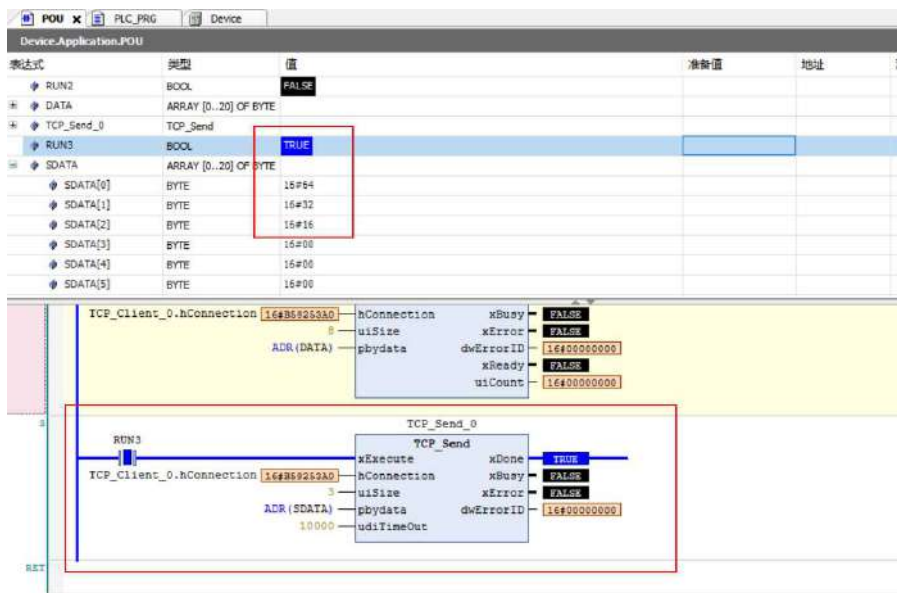 POU PLC_PRG Device
Device.Application.POU
表达式 类型 值 准备值 地址
RUN2 BOOL FALSE
DATA ARRAY [0..20] OF BYTE
TCP_Send_0 TCP_Send
RUN3 BOOL TRUE
SDATA ARRAY [0..20] OF BYTE
SDATA[0] BYTE 16#64
SDATA[1] BYTE 16#32
SDATA[2] BYTE 16#16
SDATA[3] BYTE 16#00
SDATA[4] BYTE 16#00
SDATA[5] BYTE 16#00
TCP_Client_0.hConnection 16#B59253A0 hConnection xBusy FALSE
8 uiSize xError FALSE
ADR(DATA) pbydata dwErrorID 16#00000000
xReady FALSE
uiCount 16#00000000
3 TCP_Send_0
RUN3 TCP_Send
xExecute xDone TRUE
TCP_Client_0.hConnection 16#B59253A0 hConnection xBusy FALSE
3 uiSize xError FALSE
ADR(SDATA) pbydata dwErrorID 16#00000000
10000 udiTimeOut
RET